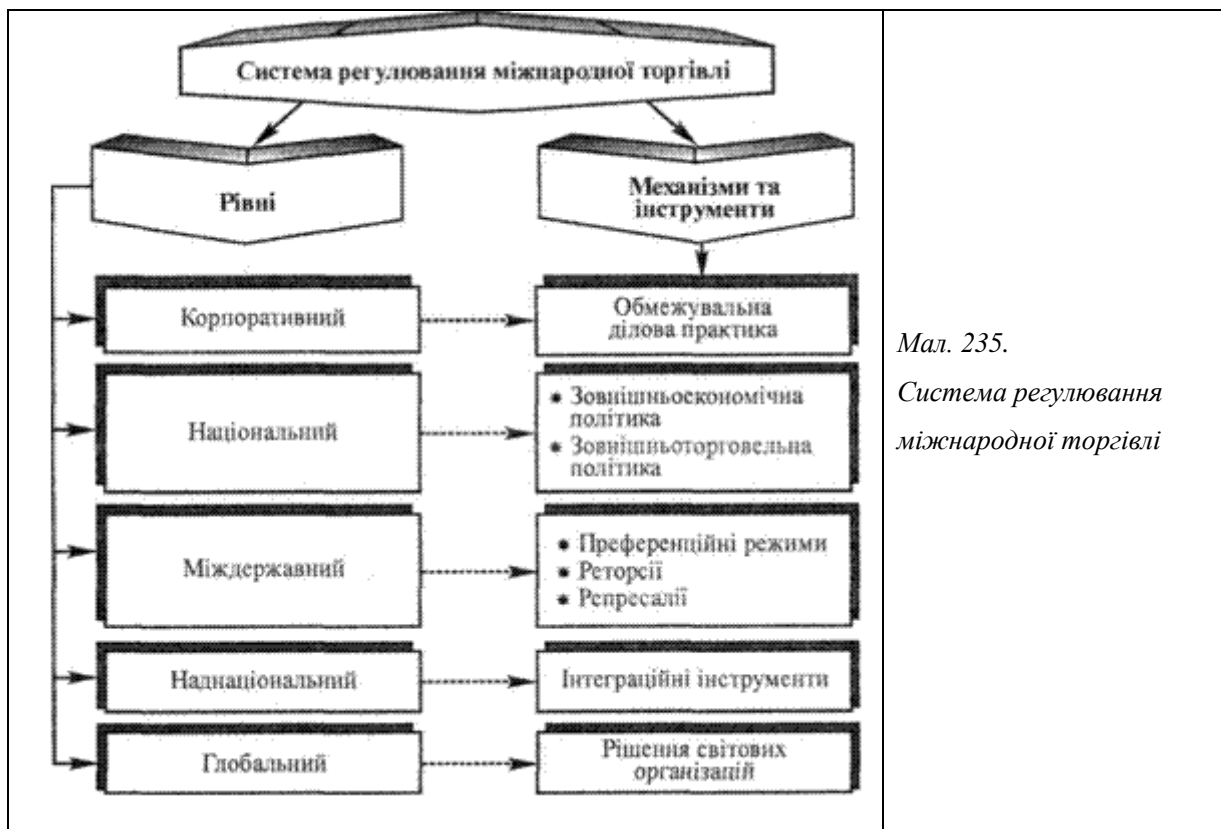 Система регулювання міжнародної торгівлі
Рівні
Механізми та
інструменти
Корпоративний
Обмежувальна
ділова практика
Національний
• Зовнішньоекономічна
політика
• Зовнішньоторговельна
політика
Міждержавний
• Преференційні режими
• Реторсії
• Репресалії
Наднаціональний
Інтеграційні інструменти
Глобальний
Рішення світових
організацій
Мал. 235.
Система регулювання
міжнародної торгівлі